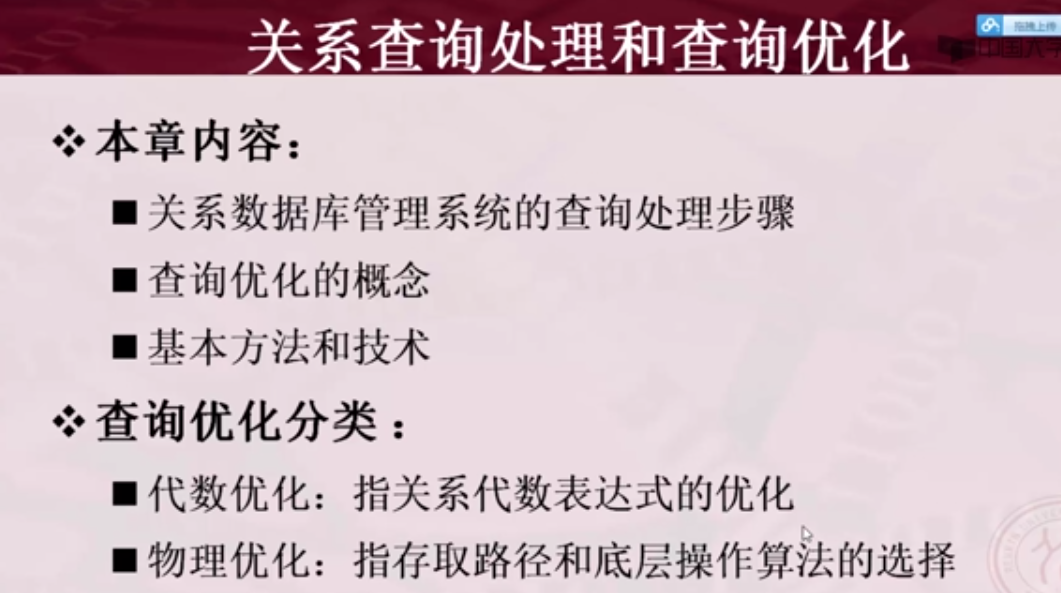 关系查询处理和查询优化
拖拽上传
中国大学
❖本章内容：
■关系数据库管理系统的查询处理步骤
■查询优化的概念
■基本方法和技术
❖查询优化分类：
■代数优化：指关系代数表达式的优化
■物理优化：指存取路径和底层操作算法的选择